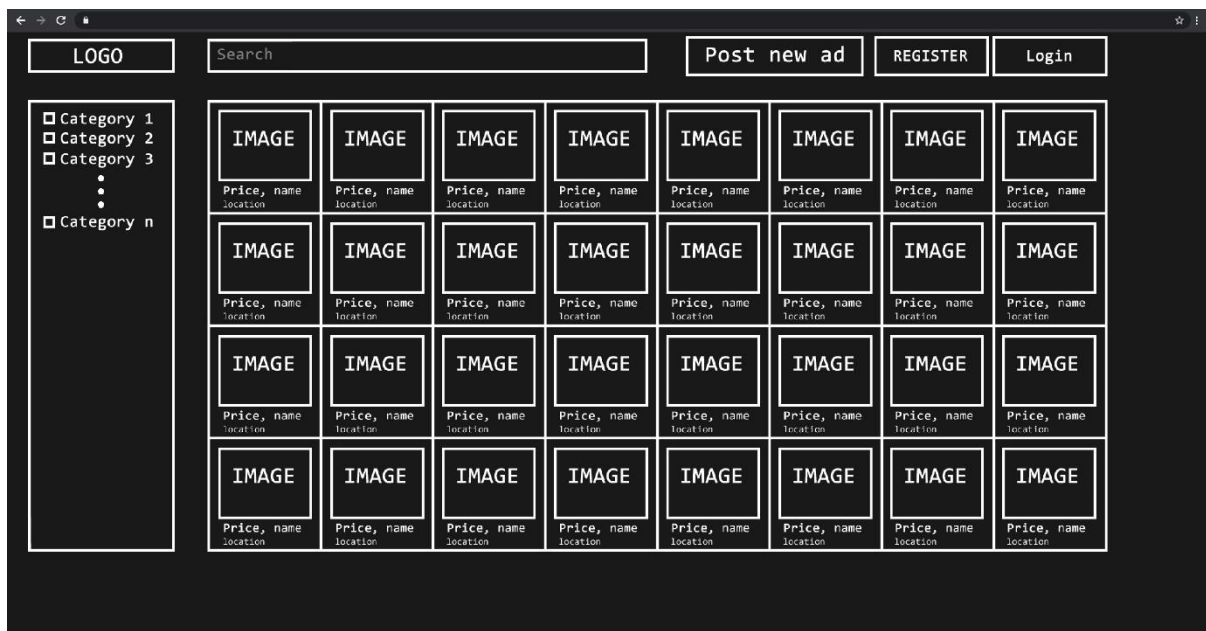 LOGO Search Post new ad REGISTER Login
Category 1
Category 2
Category 3
Category n
IMAGE IMAGE IMAGE IMAGE IMAGE IMAGE IMAGE IMAGE
Price, name Price, name Price, name Price, name Price, name Price, name Price, name Price, name
location location location location location location location location
IMAGE IMAGE IMAGE IMAGE IMAGE IMAGE IMAGE IMAGE
Price, name Price, name Price, name Price, name Price, name Price, name Price, name Price, name
location location location location location location location location
IMAGE IMAGE IMAGE IMAGE IMAGE IMAGE IMAGE IMAGE
Price, name Price, name Price, name Price, name Price, name Price, name Price, name Price, name
location location location location location location location location
IMAGE IMAGE IMAGE IMAGE IMAGE IMAGE IMAGE IMAGE
Price, name Price, name Price, name Price, name Price, name Price, name Price, name Price, name
location location location location location location location location